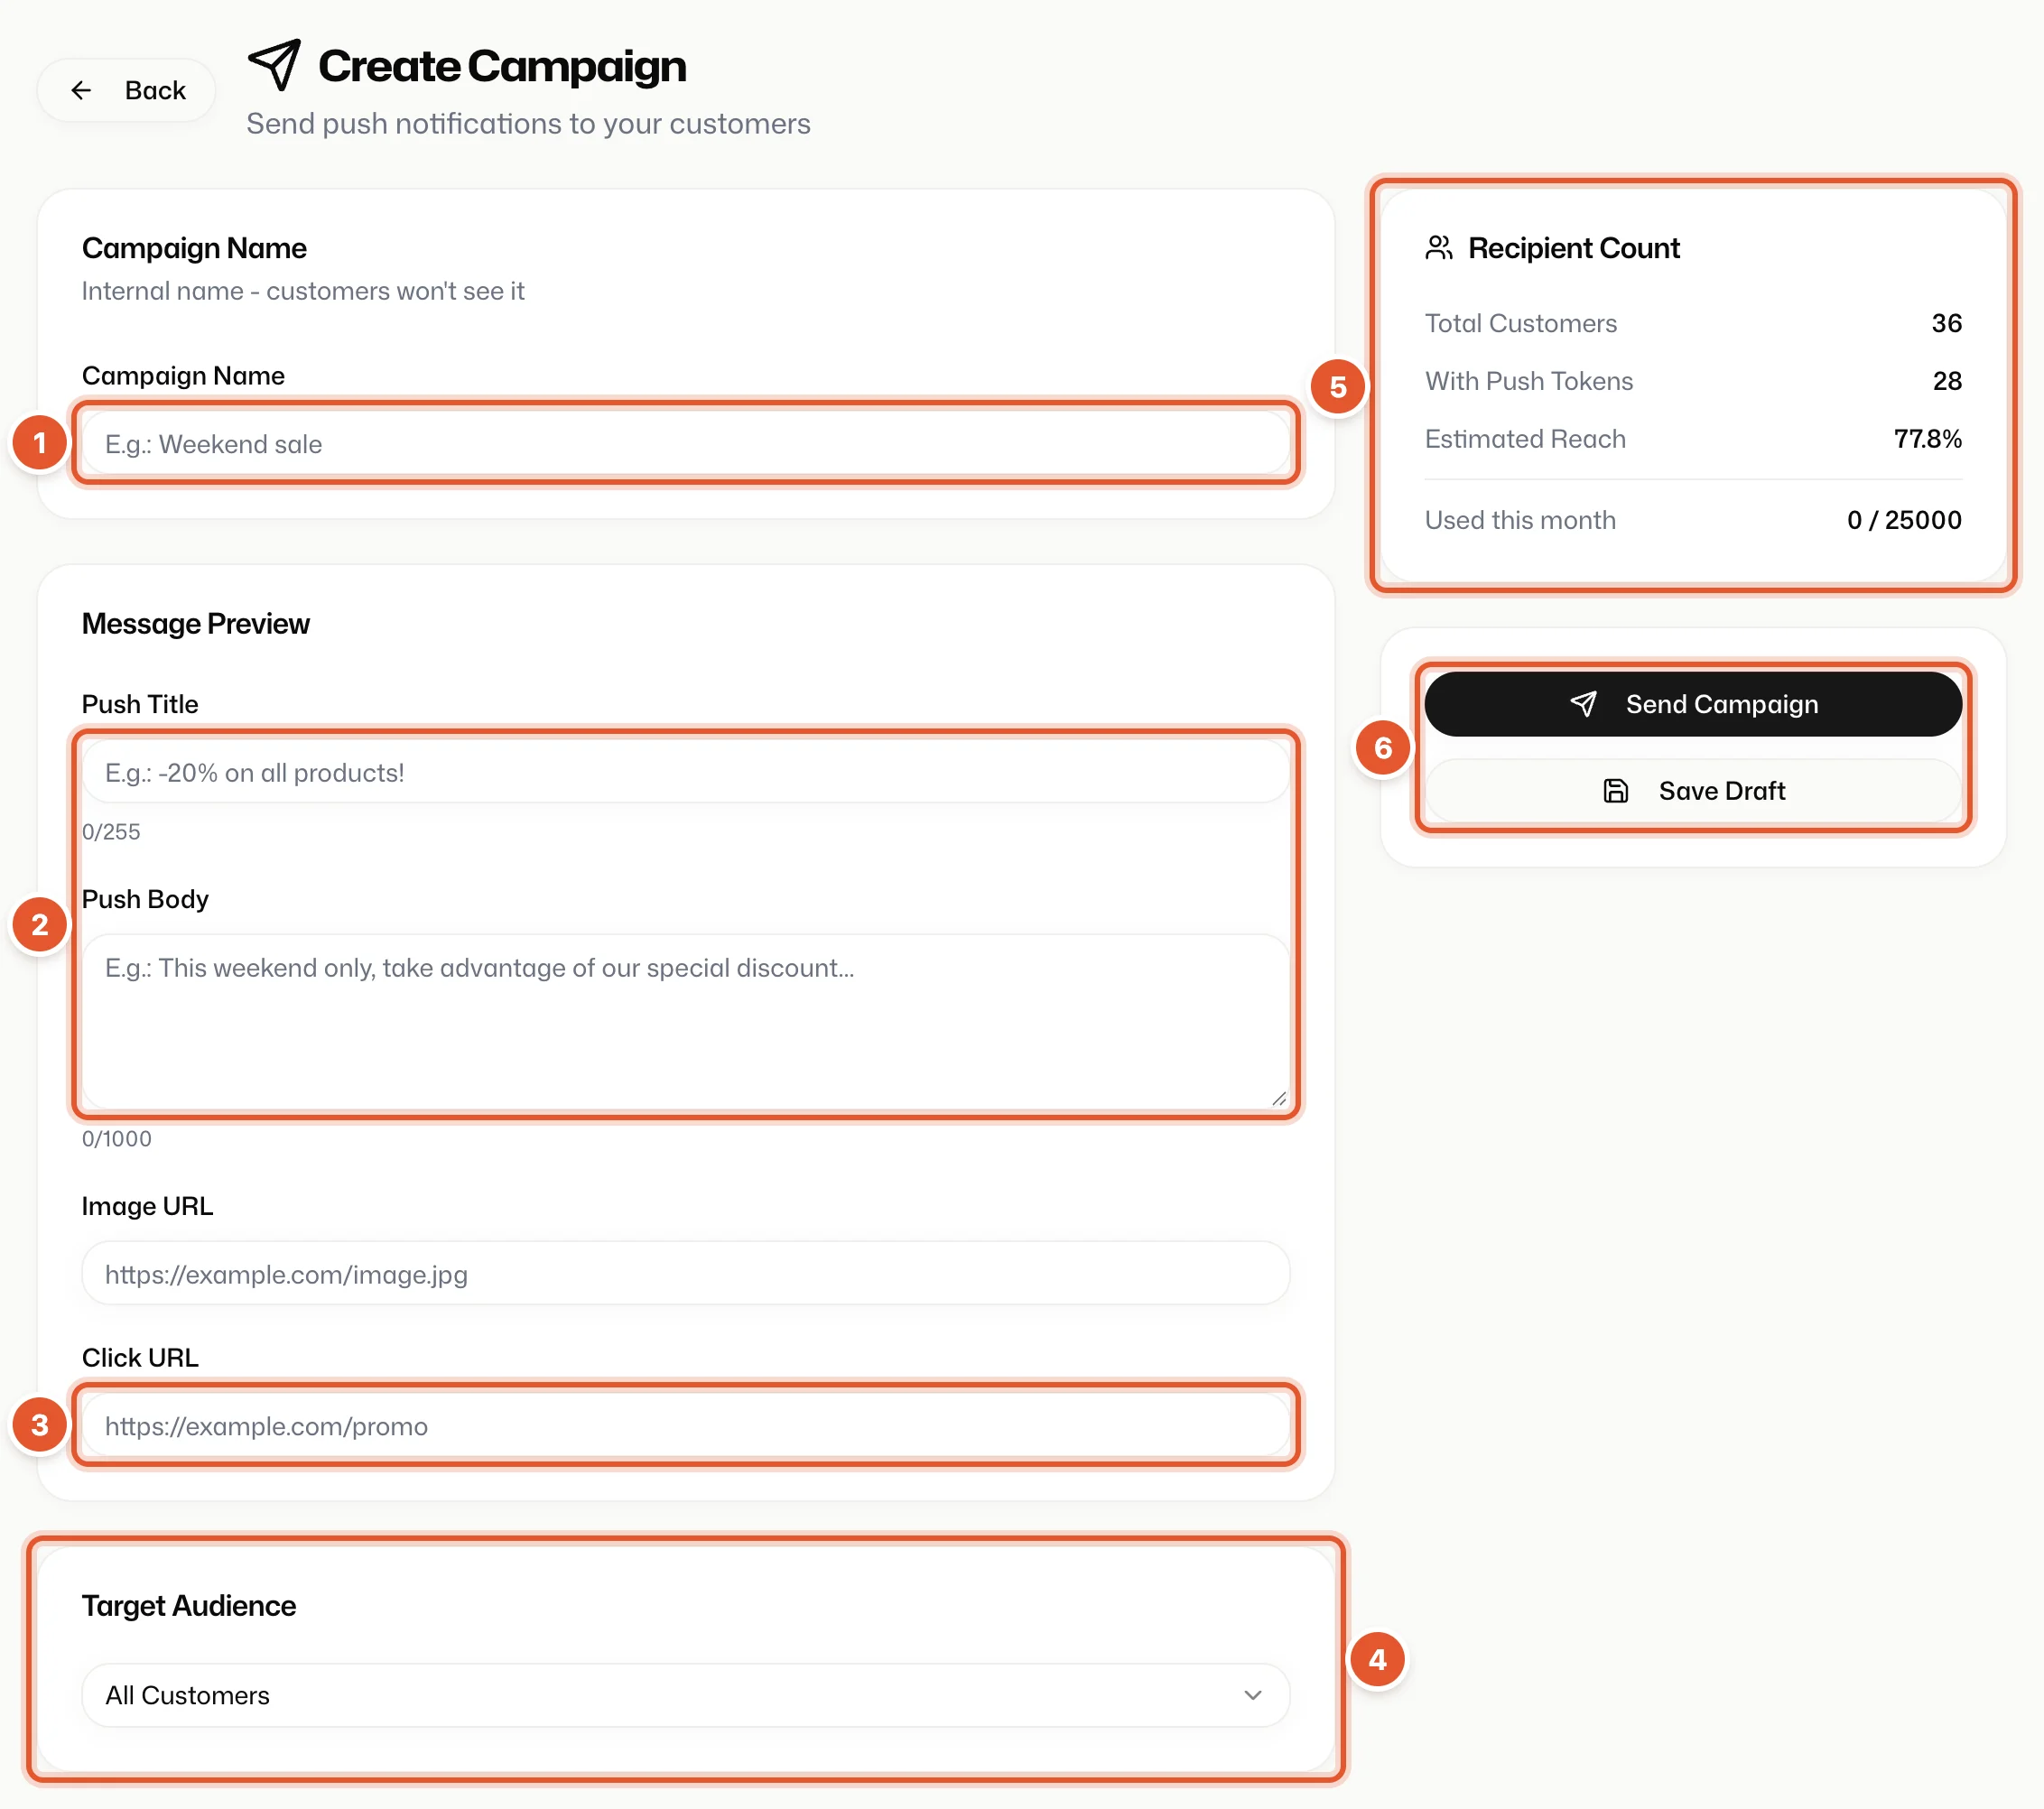 Back
Create Campaign
Send push notifications to your customers
Campaign Name
Internal name - customers won't see it
Campaign Name
1
E.g.: Weekend sale
Message Preview
Push Title
E.g.: -20% on all products!
0/255
2
Push Body
E.g.: This weekend only, take advantage of our special discount...
0/1000
Image URL
https://example.com/image.jpg
Click URL
3
https://example.com/promo
Target Audience
All Customers
4
5
Recipient Count
Total Customers 36
With Push Tokens 28
Estimated Reach 77.8%
Used this month 0 / 25000
6
Send Campaign
Save Draft